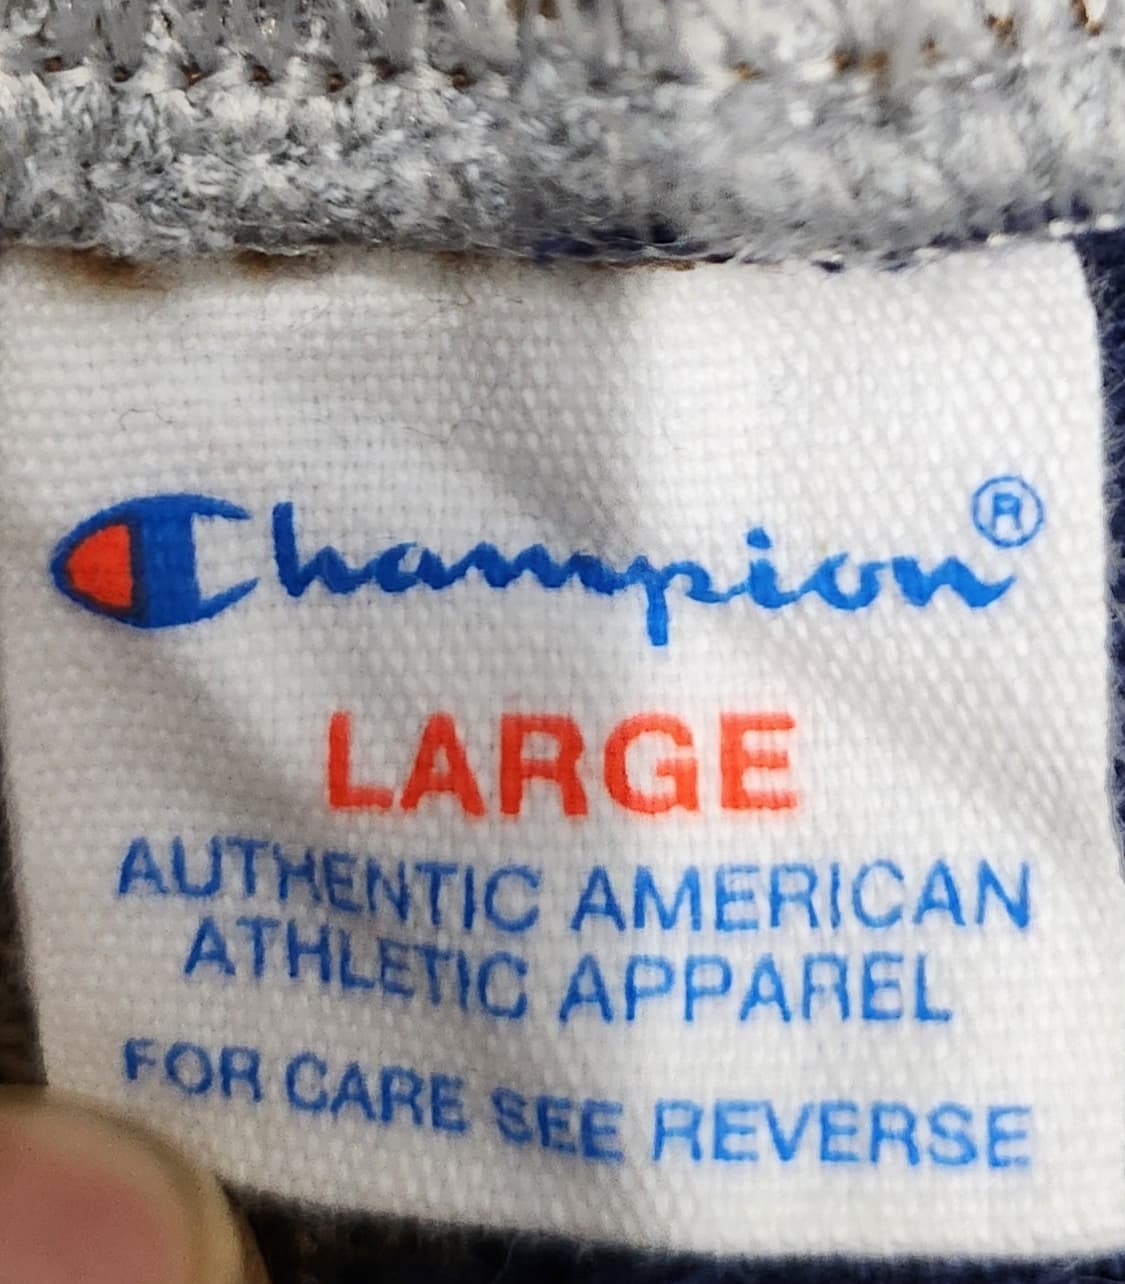 Champion®
LARGE
AUTHENTIC AMERICAN
ATHLETIC APPAREL
FOR CARE SEE REVERSE